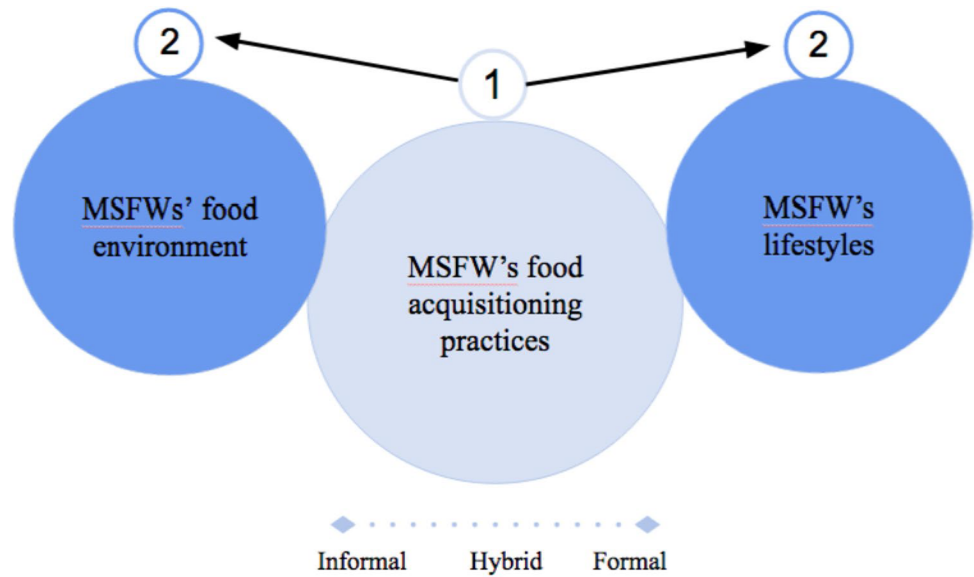 2
1
2
MSFWs’ food
environment
MSFW’s food
acquisitioning
practices
MSFW’s
lifestyles
Informal Hybrid Formal